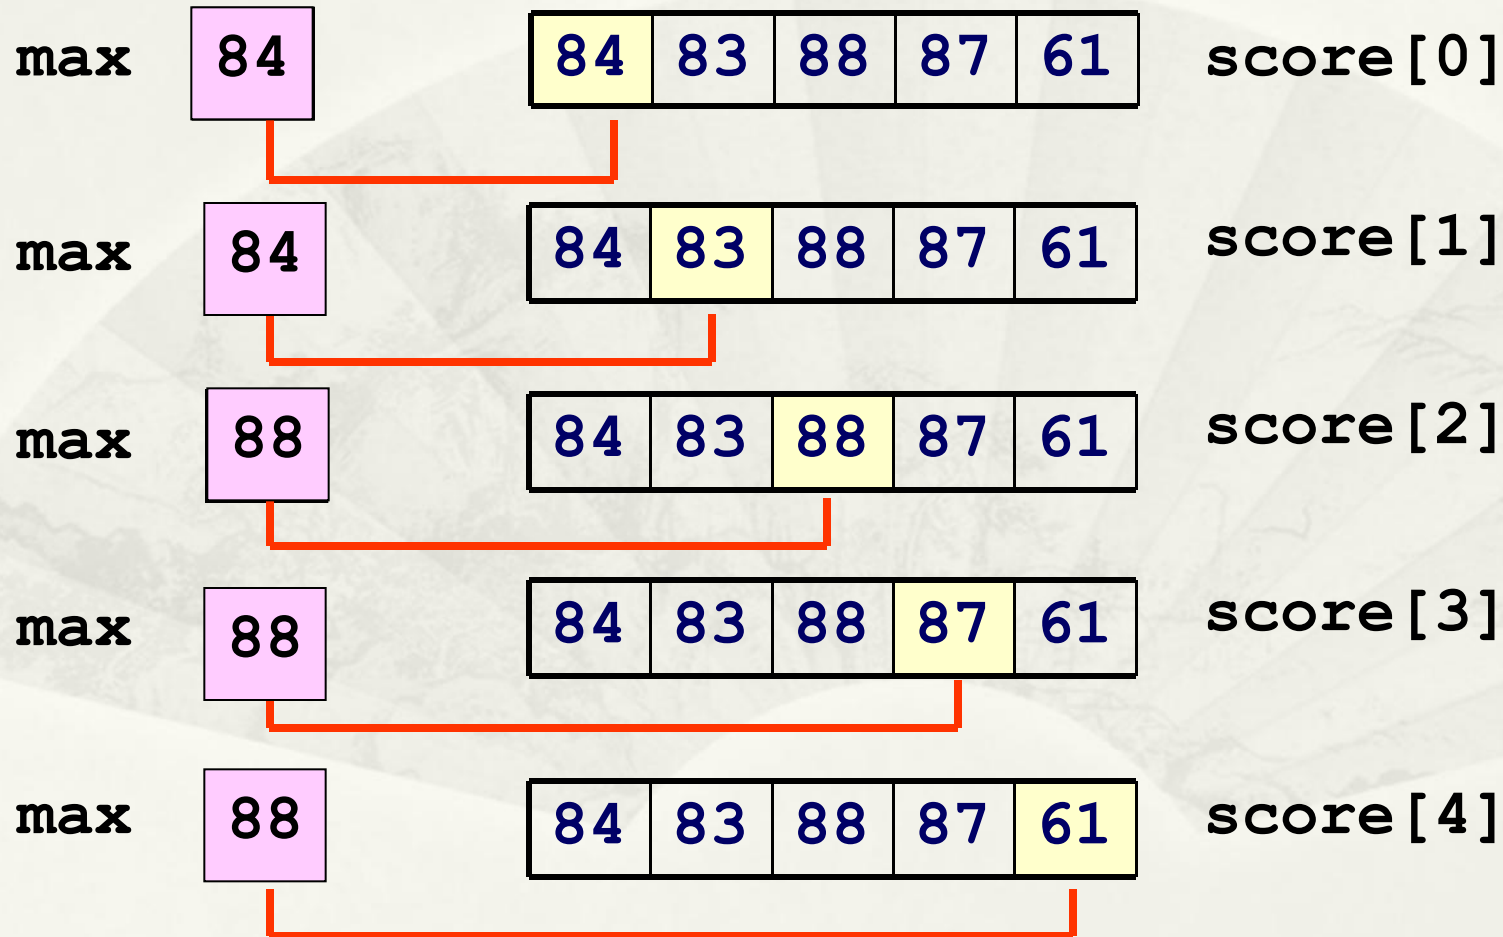 max 84 84 83 88 87 61 score[0]
max 84 84 83 88 87 61 score[1]
max 88 84 83 88 87 61 score[2]
max 88 84 83 88 87 61 score[3]
max 88 84 83 88 87 61 score[4]